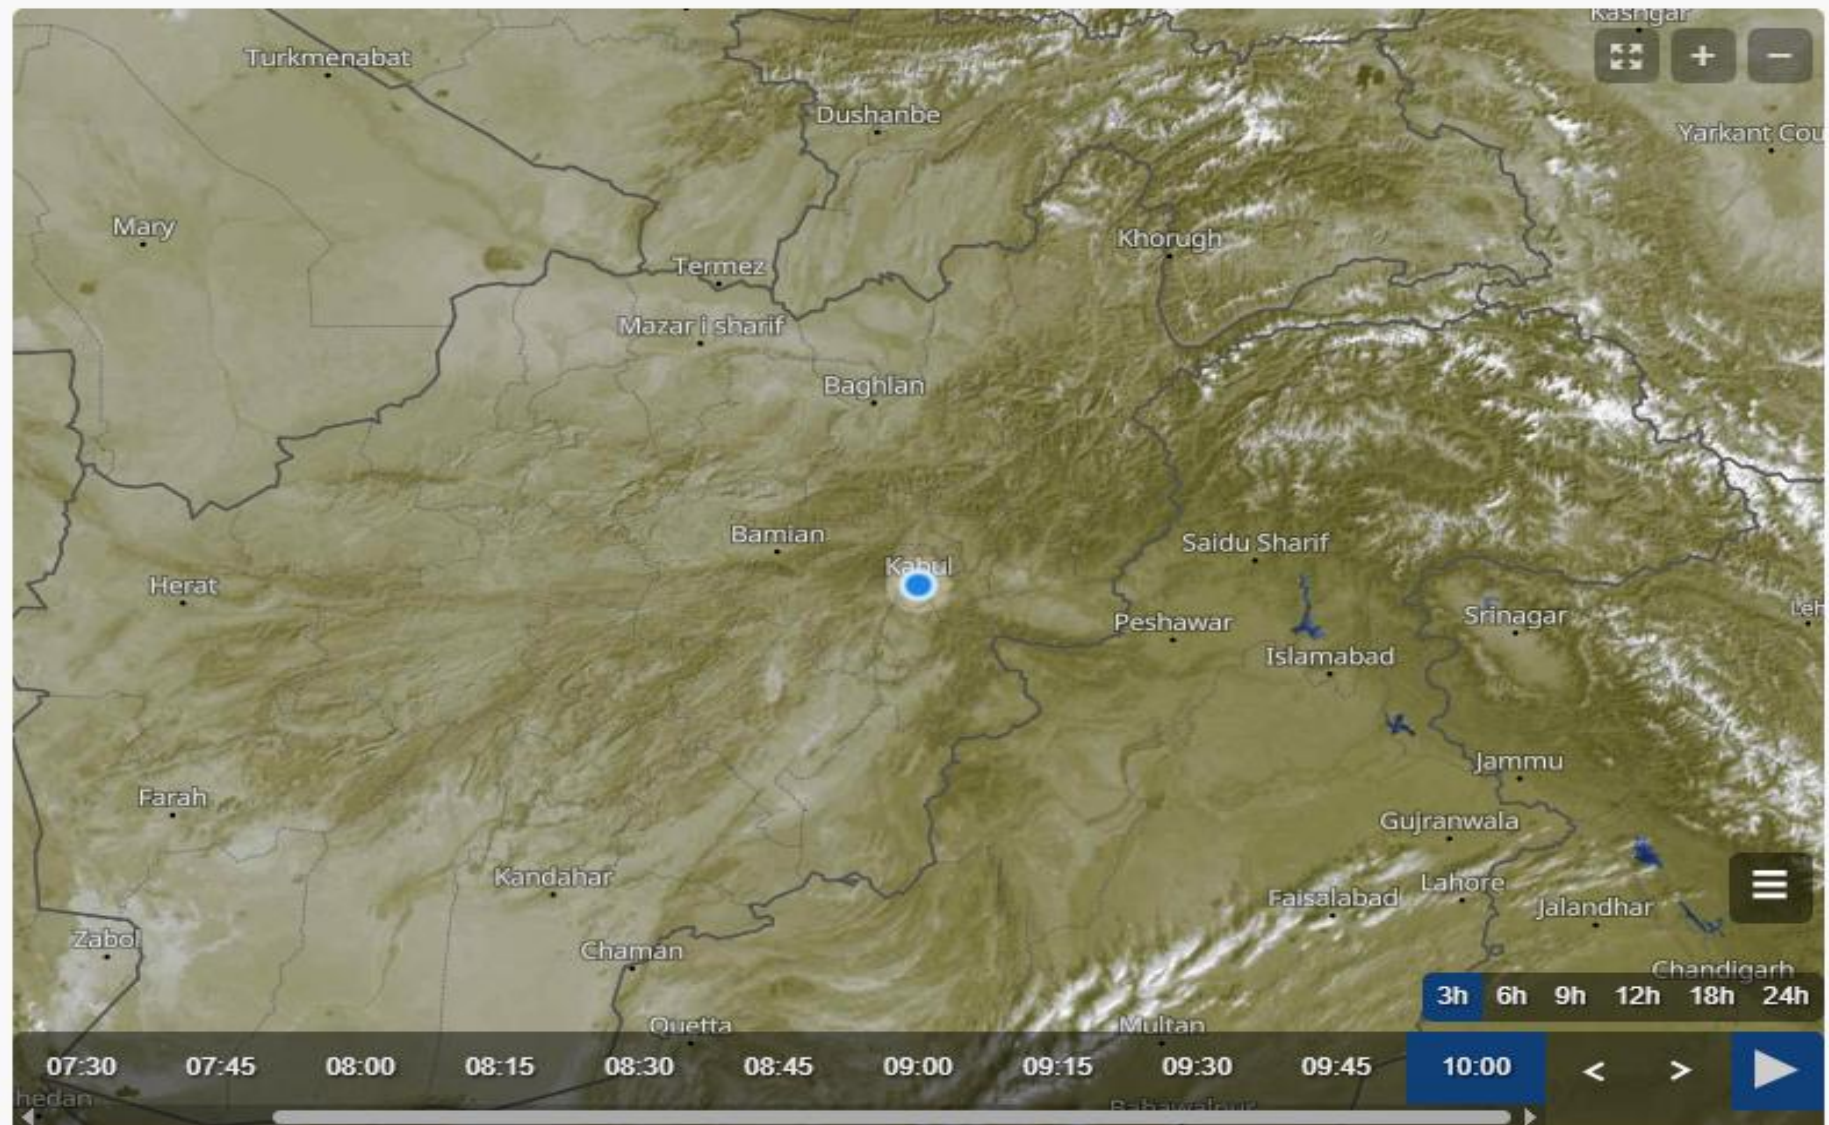 Kashgar
Turkmenabat
+ −
Dushanbe
Yarkant Cou
Mary
Khorugh
Termez
Mazar i sharif
Baghlan
Bamian
Saidu Sharif
Kabul
Herat
Leh
Srinagar
Peshawar
Islamabad
Jammu
Farah
Gujranwala
Kandahar
Lahore
Faisalabad
Jalandhar
Zabol
Chaman
Chandigarh
3h 6h 9h 12h 18h 24h
Quetta
Multan
07:30 07:45 08:00 08:15 08:30 08:45 09:00 09:15 09:30 09:45 10:00 < >
hedan
Bahawalpur